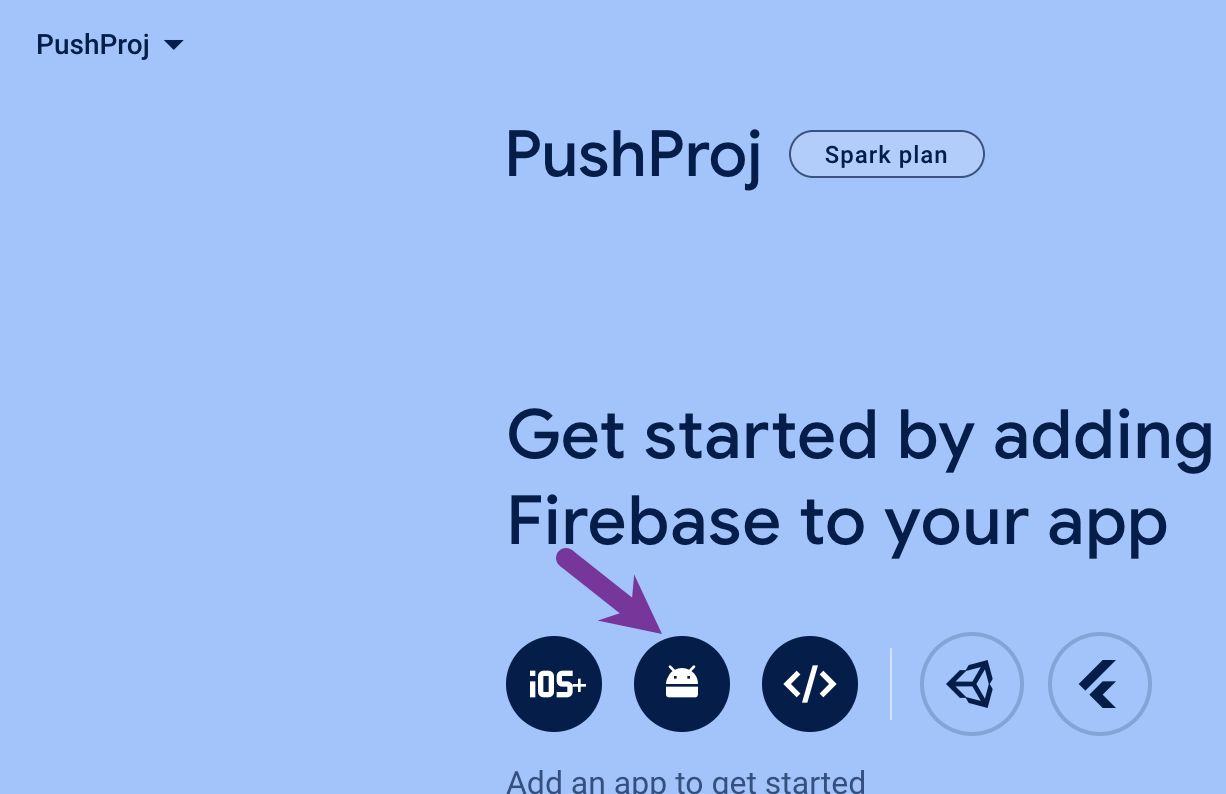 PushProj
PushProj
Spark plan
Get started by adding
Firebase to your app
iOS+
</>
Add an app to get started